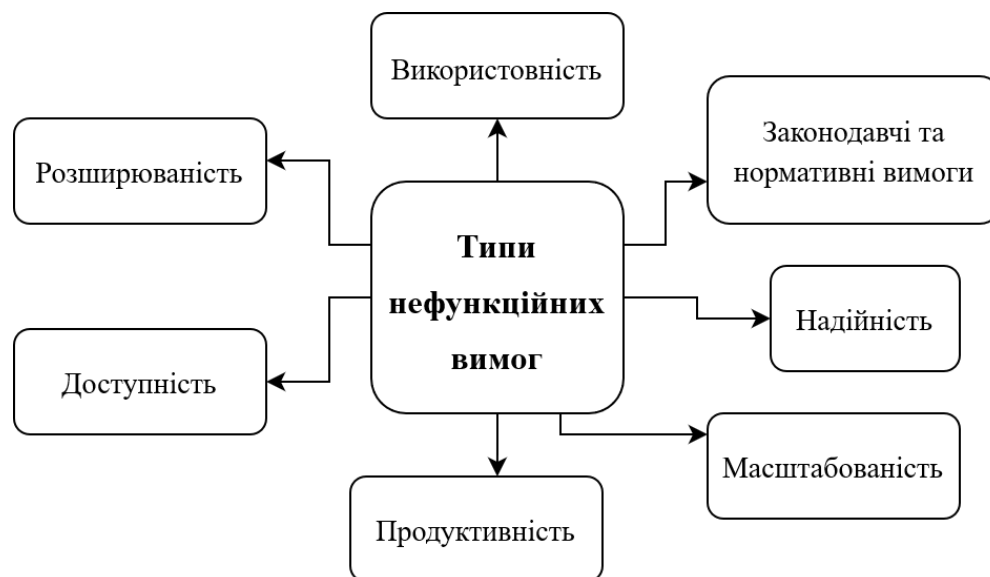 Використовність
Законодавчі та
нормативні вимоги
Розширюваність
Типи
нефункційних
вимог
Надійність
Доступність
Масштабованість
Продуктивність